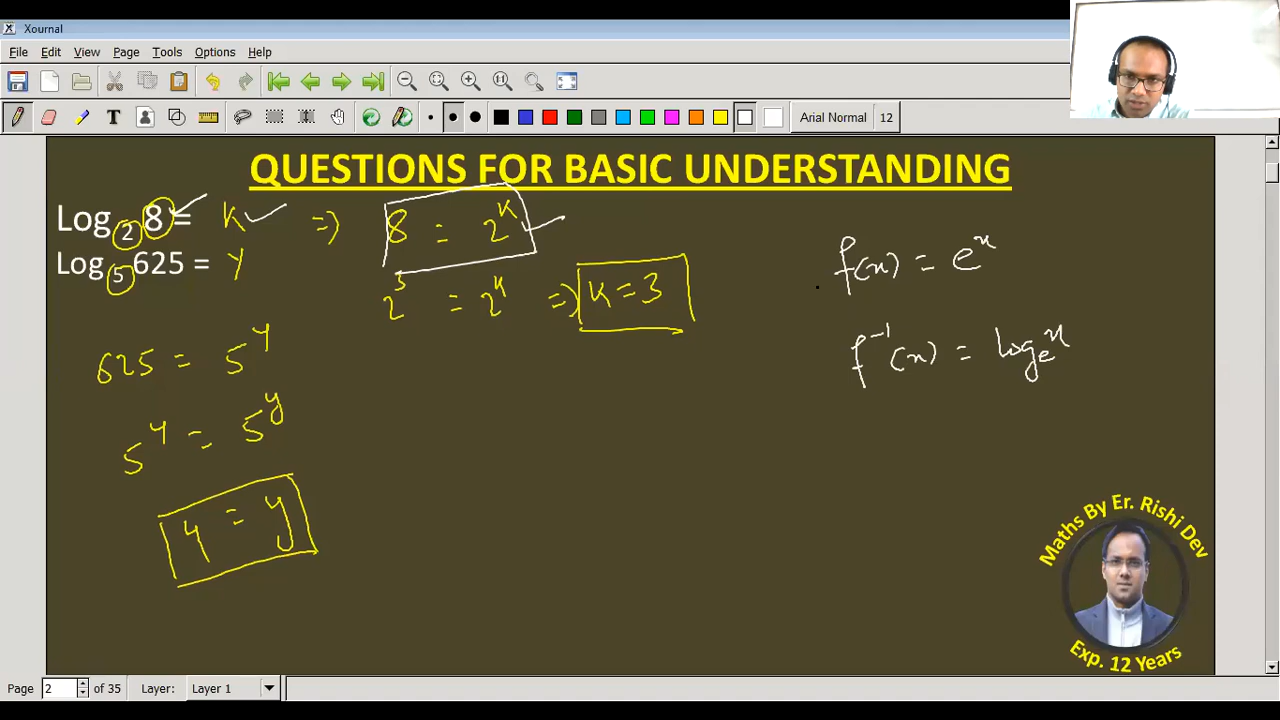 Xournal
File Edit View Page Tools Options Help
Arial Normal 12
QUESTIONS FOR BASIC UNDERSTANDING
Log 2 8 = K => 8 = 2^K
Log 5 625 = y
2^3 = 2^K => K = 3
625 = 5^y
5^4 = 5^y
4 = y
f(x) = e^x
f^-1(x) = log_e x
Maths By Er. Rishi Dev
Exp. 12 Years
Page 2 of 35 Layer: Layer 1